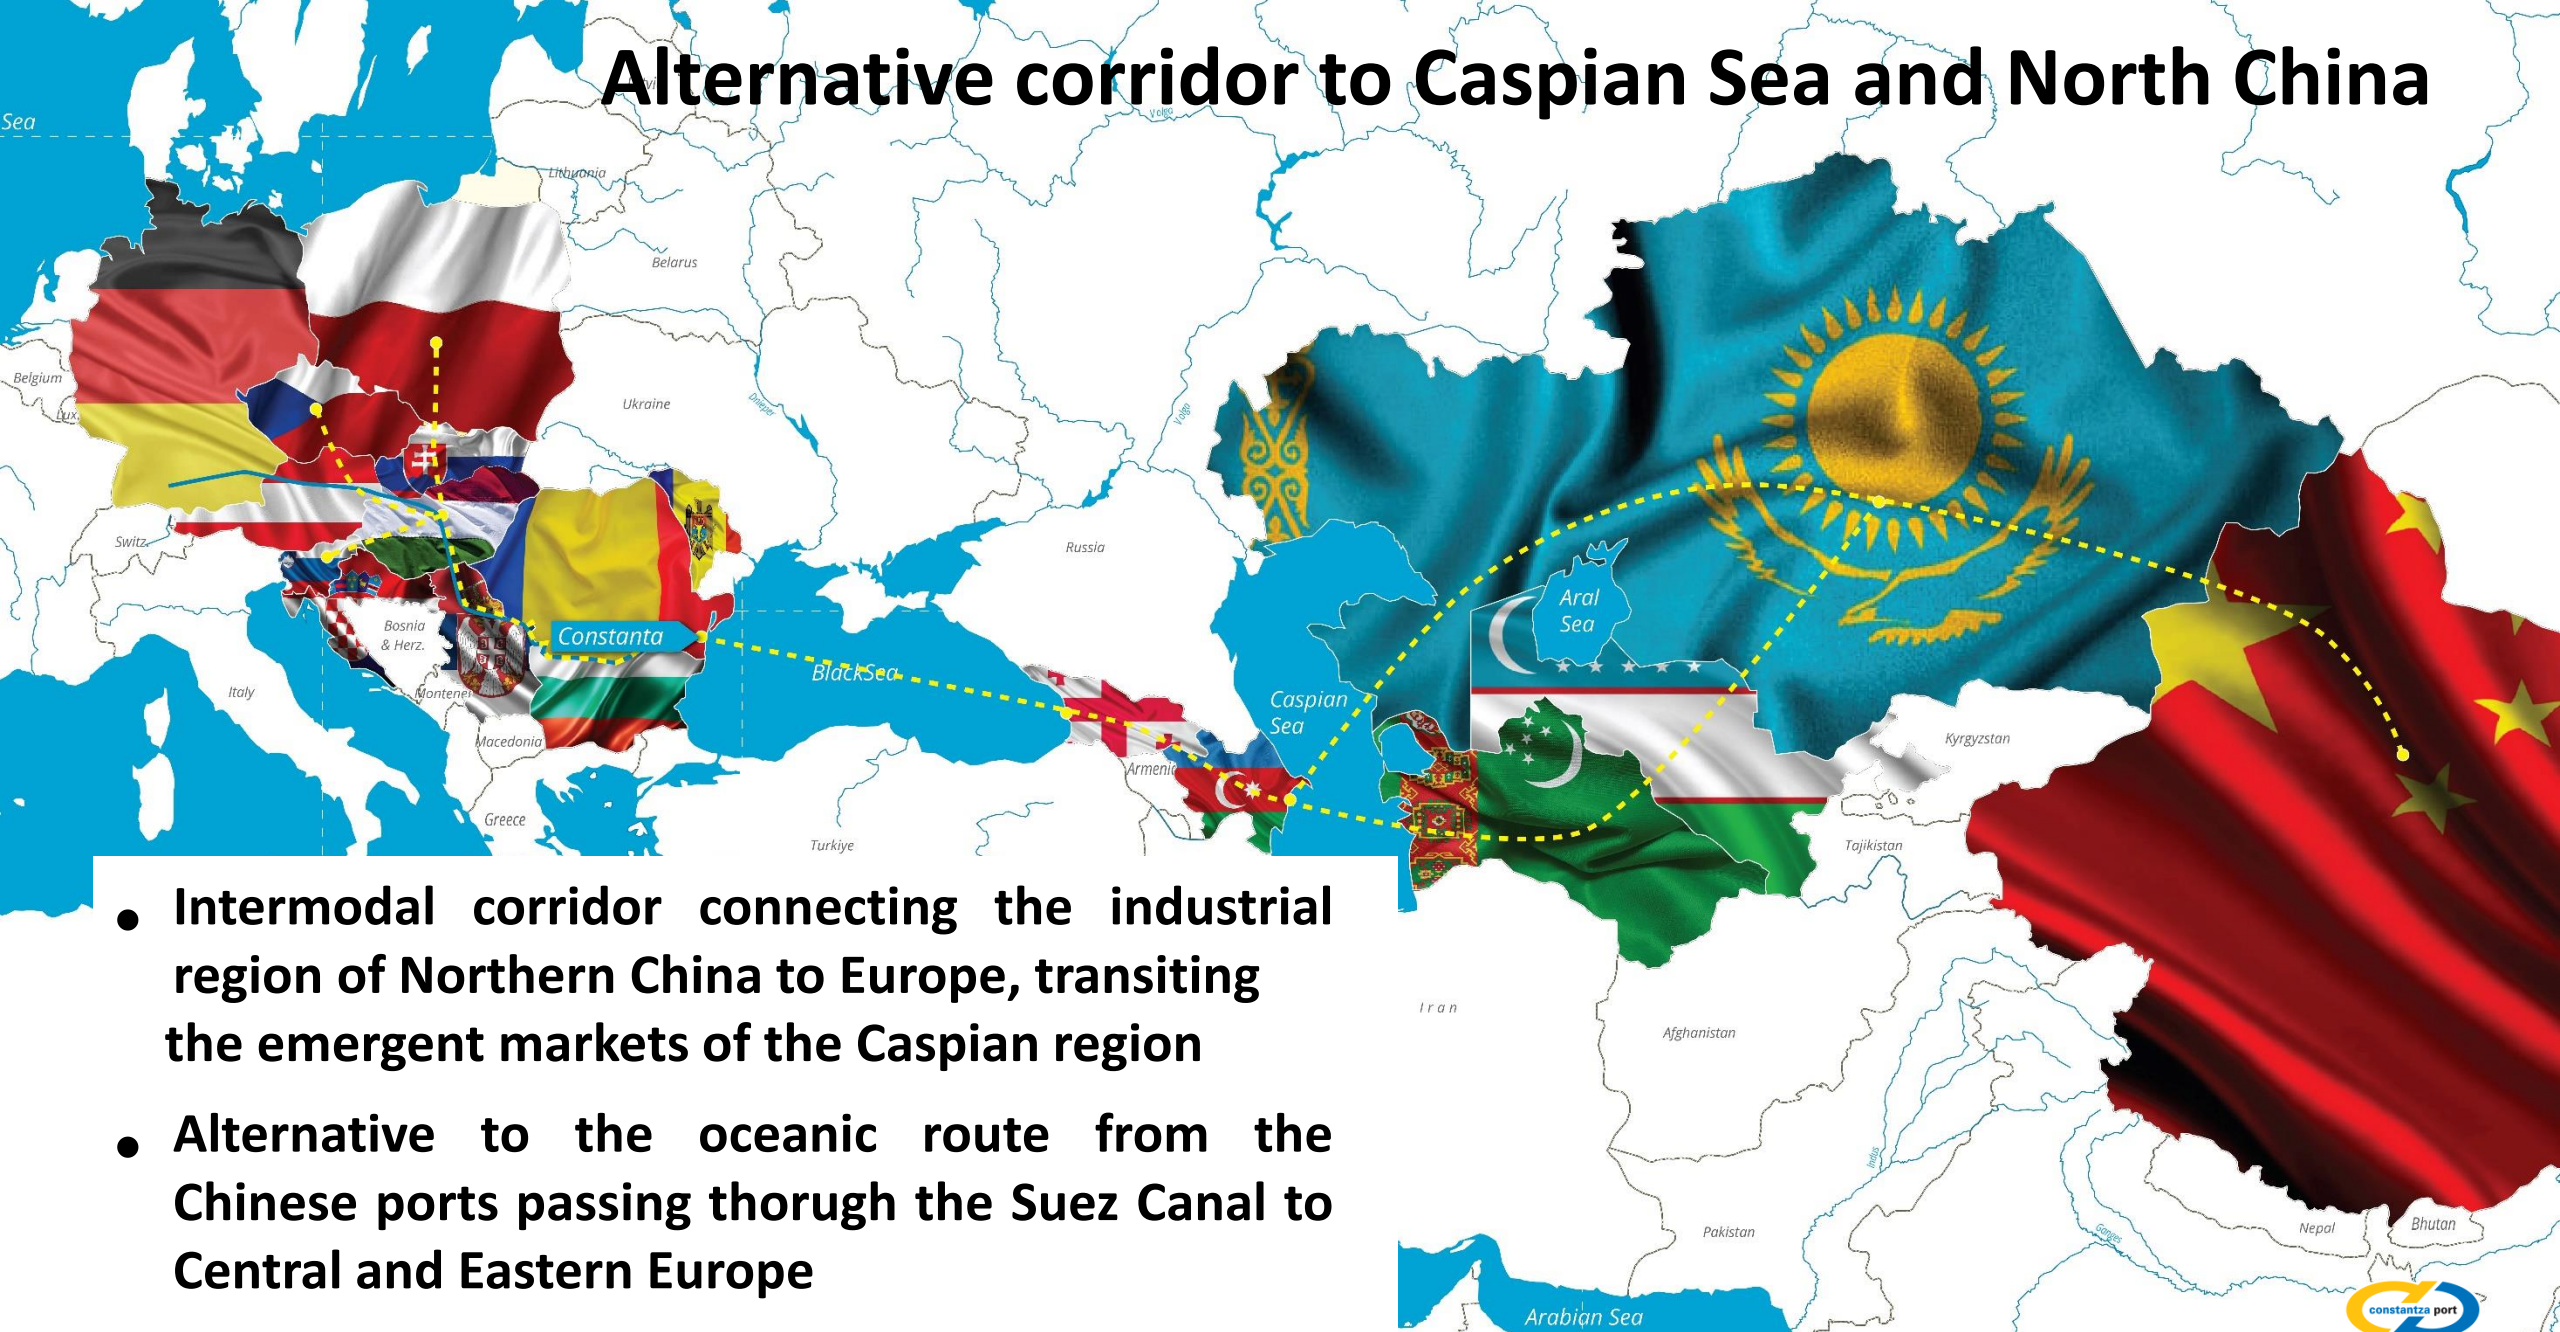 Alternative corridor to Caspian Sea and North China
Sea
Volga
Lithuania
Belarus
Belgium
Lux.
Ukraine
Dnieper
Volga
Switz.
Russia
Aral
Sea
Bosnia
& Herz.
Constanta
Black Sea
Italy
Montene
Caspian
Sea
Macedonia
Armenia
Kyrgyzstan
Greece
Turkiye
Tajikistan
• Intermodal corridor connecting the industrial
region of Northern China to Europe, transiting
the emergent markets of the Caspian region
• Alternative to the oceanic route from the
Chinese ports passing thorugh the Suez Canal to
Central and Eastern Europe
Iran
Afghanistan
Indus
Pakistan
Ganges
Nepal
Bhutan
Arabian Sea
constantza port